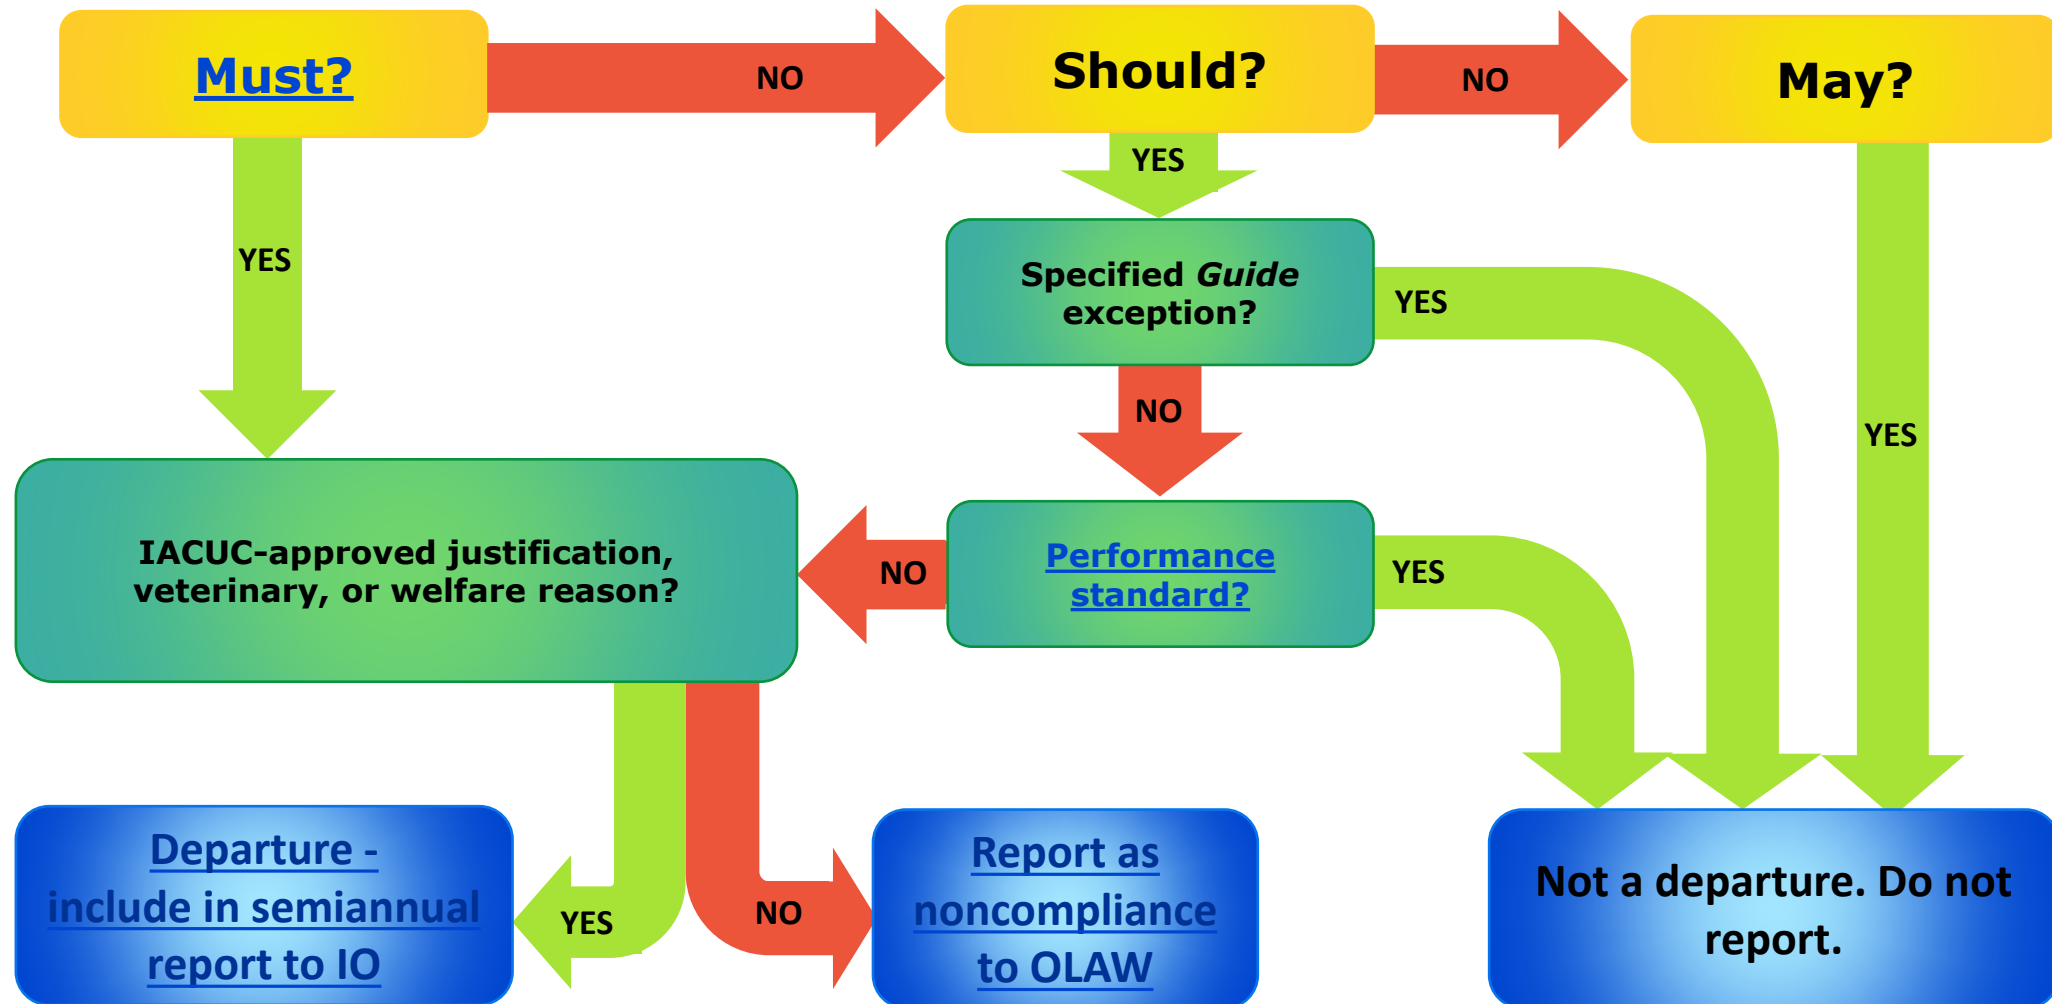 Must?
NO
Should?
NO
May?
YES
YES
Specified Guide
exception?
YES
YES
NO
IACUC-approved justification,
veterinary, or welfare reason?
NO
Performance
standard?
YES
Departure -
include in semiannual
report to IO
YES
NO
Report as
noncompliance
to OLAW
Not a departure. Do not
report.